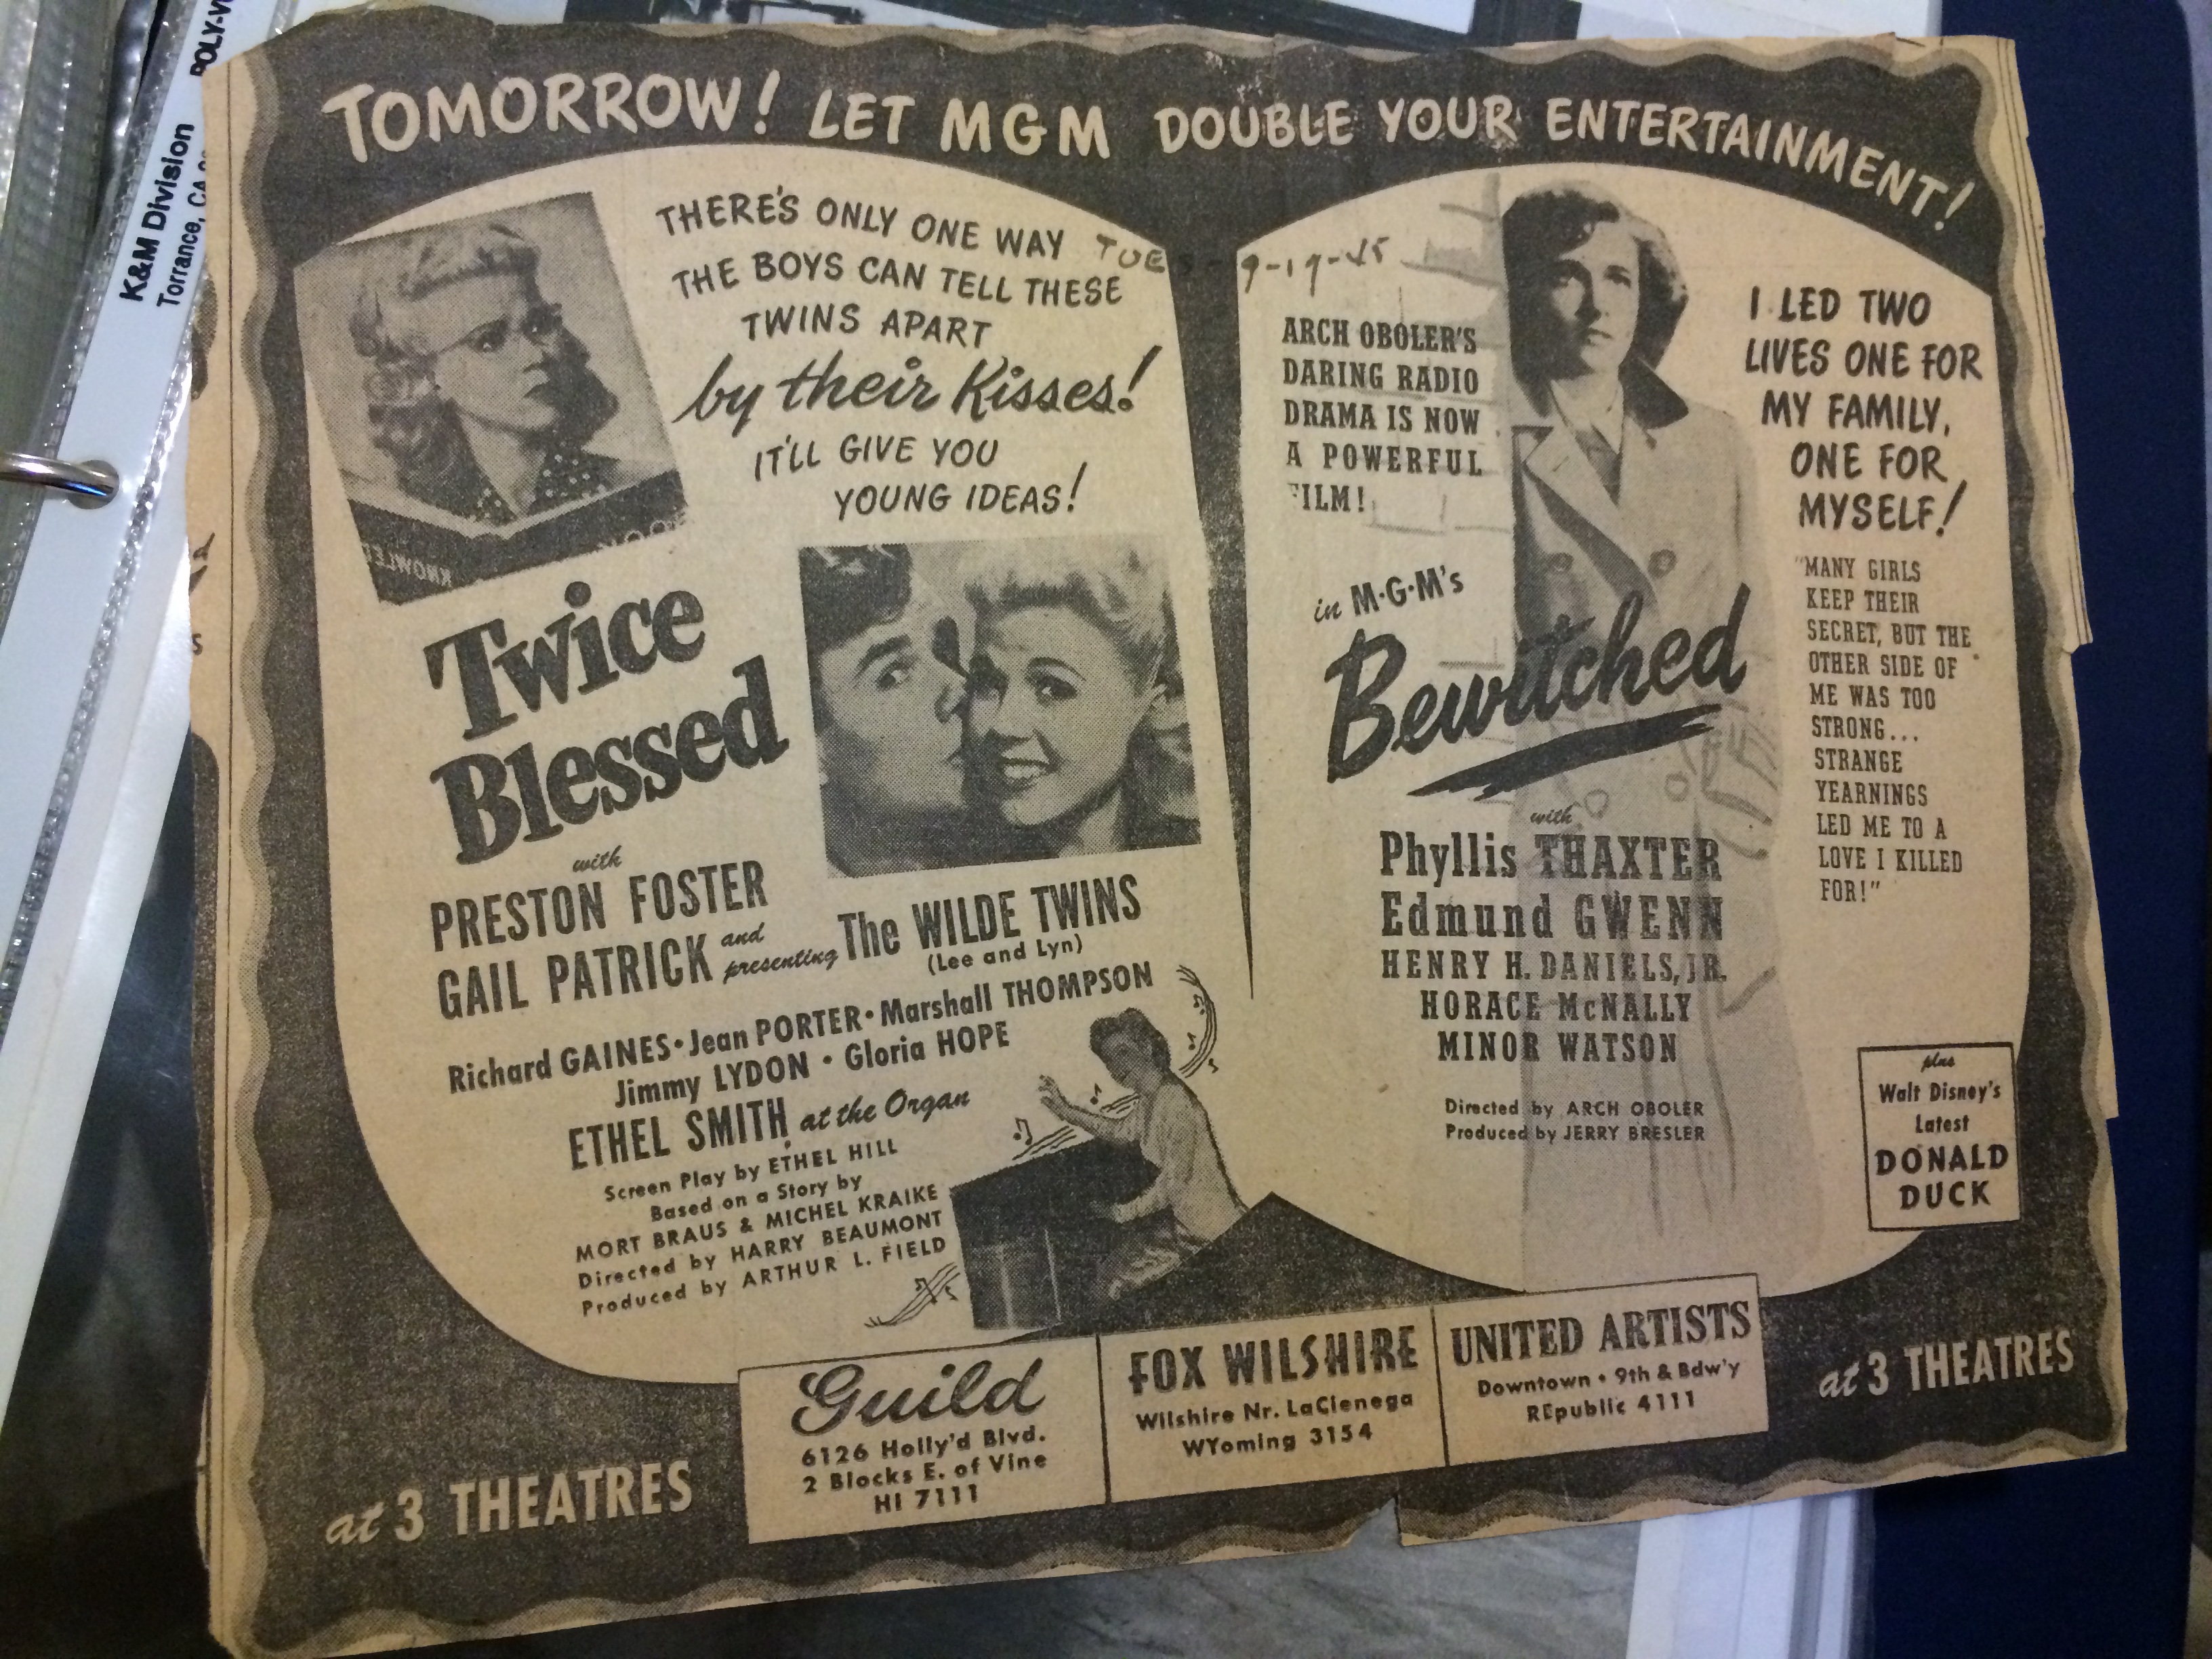 K&M Division
Torrance, CA
POLY-V
TOMORROW! LET MGM DOUBLE YOUR ENTERTAINMENT!
THERE'S ONLY ONE WAY
THE BOYS CAN TELL THESE
TWINS APART
by their Kisses!
IT'LL GIVE YOU
YOUNG IDEAS!
TUES - 9-19-45
KNOWLE
Twice
Blessed
with
PRESTON FOSTER
GAIL PATRICK and presenting The WILDE TWINS
(Lee and Lyn)
Richard GAINES • Jean PORTER • Marshall THOMPSON
Jimmy LYDON • Gloria HOPE
ETHEL SMITH at the Organ
Screen Play by ETHEL HILL
Based on a Story by
MORT BRAUS & MICHEL KRAIKE
Directed by HARRY BEAUMONT
Produced by ARTHUR L. FIELD
ARCH OBOLER'S
DARING RADIO
DRAMA IS NOW
A POWERFUL
FILM!
in M·G·M's
Bewitched
with
Phyllis THAXTER
Edmund GWENN
HENRY H. DANIELS, JR.
HORACE McNALLY
MINOR WATSON
Directed by ARCH OBOLER
Produced by JERRY BRESLER
I LED TWO
LIVES ONE FOR
MY FAMILY,
ONE FOR
MYSELF!
"MANY GIRLS
KEEP THEIR
SECRET, BUT THE
OTHER SIDE OF
ME WAS TOO
STRONG...
STRANGE
YEARNINGS
LED ME TO A
LOVE I KILLED
FOR!"
plus
Walt Disney's
Latest
DONALD
DUCK
at 3 THEATRES
Guild
6126 Holly'd Blvd.
2 Blocks E. of Vine
HI 7111
FOX WILSHIRE
Wilshire Nr. LaCienega
WYoming 3154
UNITED ARTISTS
Downtown • 9th & Bdw'y
REpublic 4111
at 3 THEATRES